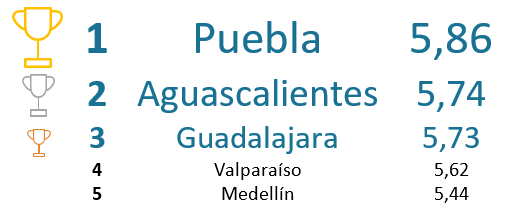 1 Puebla 5,86
2 Aguascalientes 5,74
3 Guadalajara 5,73
4 Valparaíso 5,62
5 Medellín 5,44